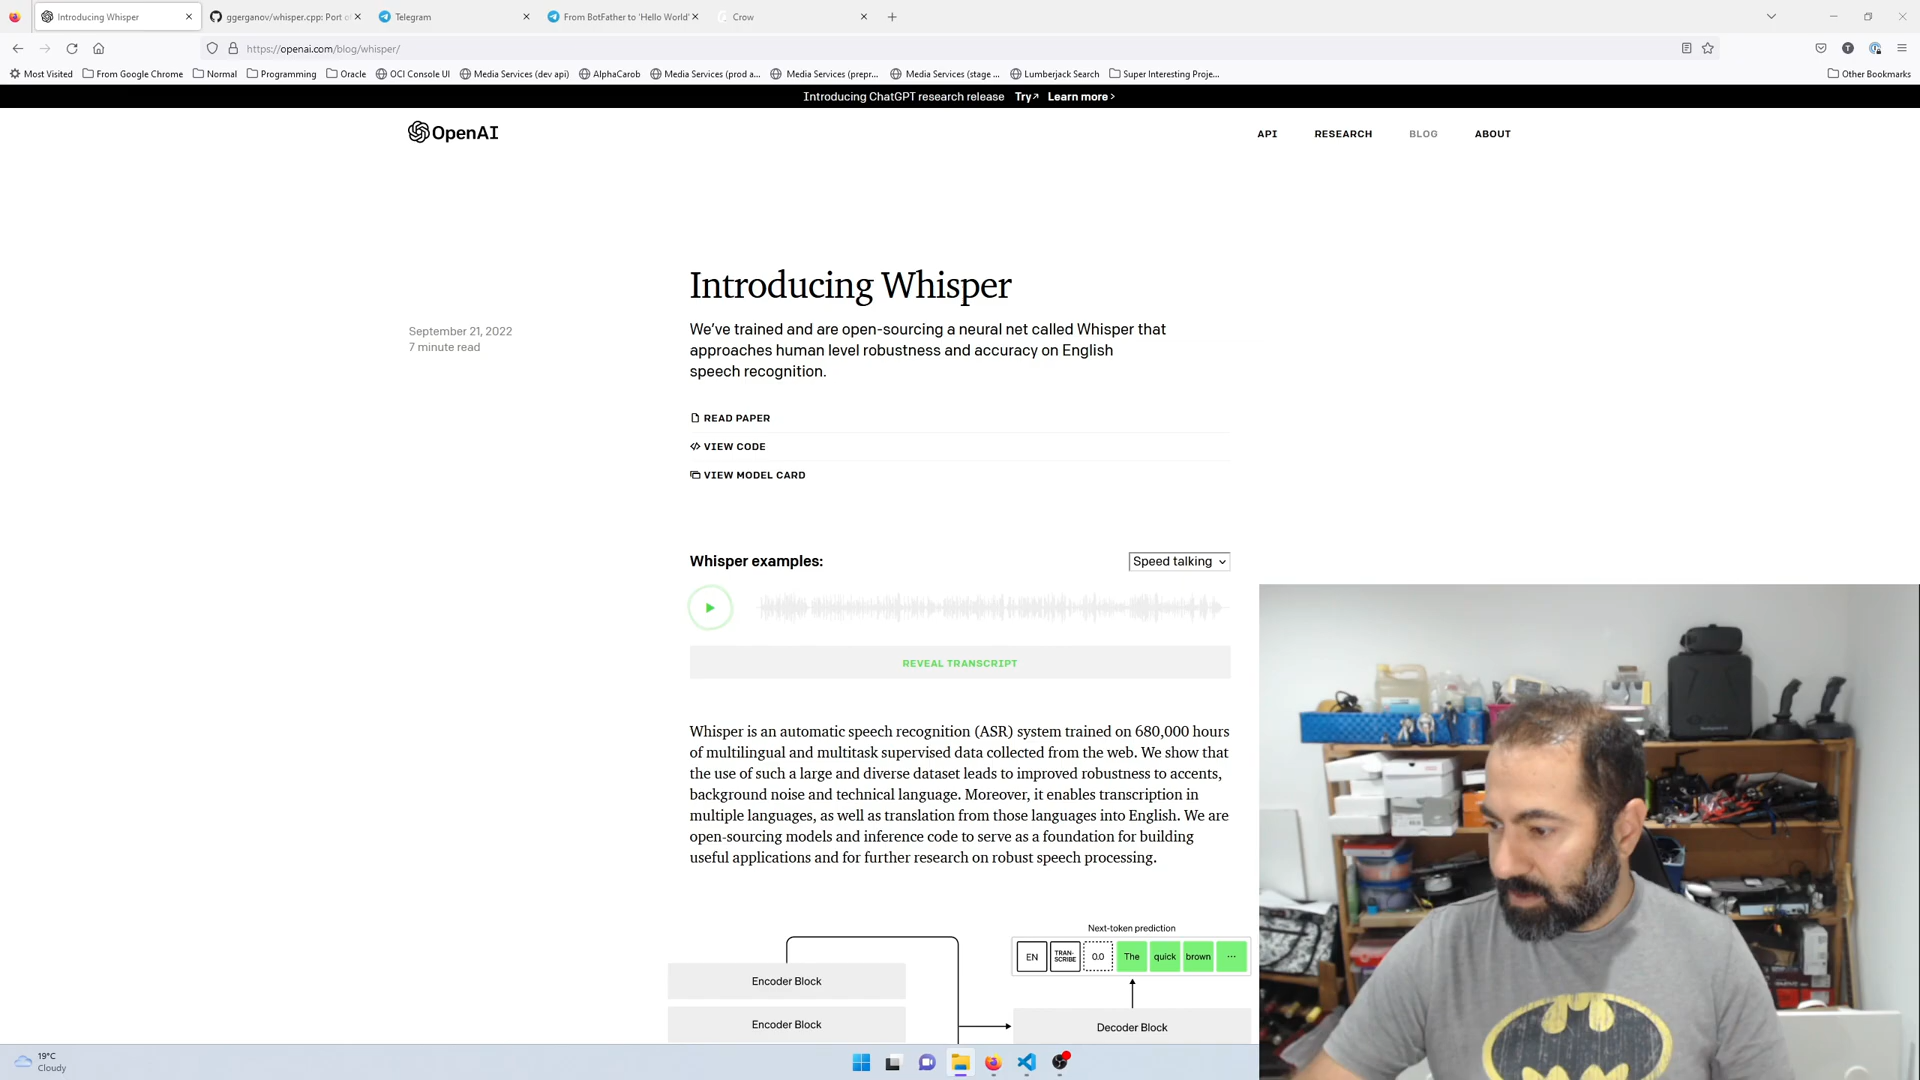 Introducing Whisper
ggerganov/whisper.cpp: Port o
Telegram
From BotFather to 'Hello World'
Crow
https://openai.com/blog/whisper/
Most Visited
From Google Chrome
Normal
Programming
Oracle
OCI Console UI
Media Services (dev api)
AlphaCarob
Media Services (prod a...
Media Services (prepr...
Media Services (stage ...
Lumberjack Search
Super Interesting Proje...
Other Bookmarks
Introducing ChatGPT research release Try↗ Learn more >
OpenAI
API
RESEARCH
BLOG
ABOUT
Introducing Whisper
September 21, 2022
7 minute read
We've trained and are open-sourcing a neural net called Whisper that
approaches human level robustness and accuracy on English
speech recognition.
READ PAPER
VIEW CODE
VIEW MODEL CARD
Whisper examples:
Speed talking
REVEAL TRANSCRIPT
Whisper is an automatic speech recognition (ASR) system trained on 680,000 hours
of multilingual and multitask supervised data collected from the web. We show that
the use of such a large and diverse dataset leads to improved robustness to accents,
background noise and technical language. Moreover, it enables transcription in
multiple languages, as well as translation from those languages into English. We are
open-sourcing models and inference code to serve as a foundation for building
useful applications and for further research on robust speech processing.
Next-token prediction
EN
TRAN-
SCRIBE
0.0
The
quick
brown
...
Encoder Block
Encoder Block
Decoder Block
19°C
Cloudy